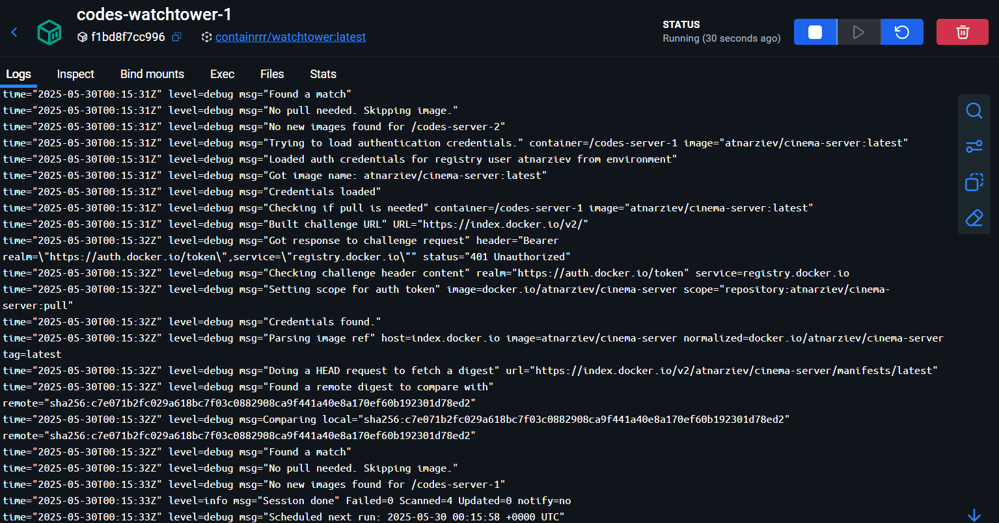 codes-watchtower-1
f1bd8f7cc996 containrrr/watchtower:latest
STATUS
Running (30 seconds ago)
Logs Inspect Bind mounts Exec Files Stats
time="2025-05-30T00:15:31Z" level=debug msg="Found a match"
time="2025-05-30T00:15:31Z" level=debug msg="No pull needed. Skipping image."
time="2025-05-30T00:15:31Z" level=debug msg="No new images found for /codes-server-2"
time="2025-05-30T00:15:31Z" level=debug msg="Trying to load authentication credentials." container=/codes-server-1 image="atnarziev/cinema-server:latest"
time="2025-05-30T00:15:31Z" level=debug msg="Loaded auth credentials for registry user atnarziev from environment"
time="2025-05-30T00:15:31Z" level=debug msg="Got image name: atnarziev/cinema-server:latest"
time="2025-05-30T00:15:31Z" level=debug msg="Credentials loaded"
time="2025-05-30T00:15:31Z" level=debug msg="Checking if pull is needed" container=/codes-server-1 image="atnarziev/cinema-server:latest"
time="2025-05-30T00:15:31Z" level=debug msg="Built challenge URL" URL="https://index.docker.io/v2/"
time="2025-05-30T00:15:32Z" level=debug msg="Got response to challenge request" header="Bearer
realm=\"https://auth.docker.io/token\",service=\"registry.docker.io\"" status="401 Unauthorized"
time="2025-05-30T00:15:32Z" level=debug msg="Checking challenge header content" realm="https://auth.docker.io/token" service=registry.docker.io
time="2025-05-30T00:15:32Z" level=debug msg="Setting scope for auth token" image=docker.io/atnarziev/cinema-server scope="repository:atnarziev/cinema-
server:pull"
time="2025-05-30T00:15:32Z" level=debug msg="Credentials found."
time="2025-05-30T00:15:32Z" level=debug msg="Parsing image ref" host=index.docker.io image=atnarziev/cinema-server normalized=docker.io/atnarziev/cinema-server
tag=latest
time="2025-05-30T00:15:32Z" level=debug msg="Doing a HEAD request to fetch a digest" url="https://index.docker.io/v2/atnarziev/cinema-server/manifests/latest"
time="2025-05-30T00:15:32Z" level=debug msg="Found a remote digest to compare with"
remote="sha256:c7e071b2fc029a618bc7f03c0882908ca9f441a40e8a170ef60b192301d78ed2"
time="2025-05-30T00:15:32Z" level=debug msg=Comparing local="sha256:c7e071b2fc029a618bc7f03c0882908ca9f441a40e8a170ef60b192301d78ed2"
remote="sha256:c7e071b2fc029a618bc7f03c0882908ca9f441a40e8a170ef60b192301d78ed2"
time="2025-05-30T00:15:32Z" level=debug msg="Found a match"
time="2025-05-30T00:15:32Z" level=debug msg="No pull needed. Skipping image."
time="2025-05-30T00:15:33Z" level=debug msg="No new images found for /codes-server-1"
time="2025-05-30T00:15:33Z" level=info msg="Session done" Failed=0 Scanned=4 Updated=0 notify=no
time="2025-05-30T00:15:33Z" level=debug msg="Scheduled next run: 2025-05-30 00:15:58 +0000 UTC"